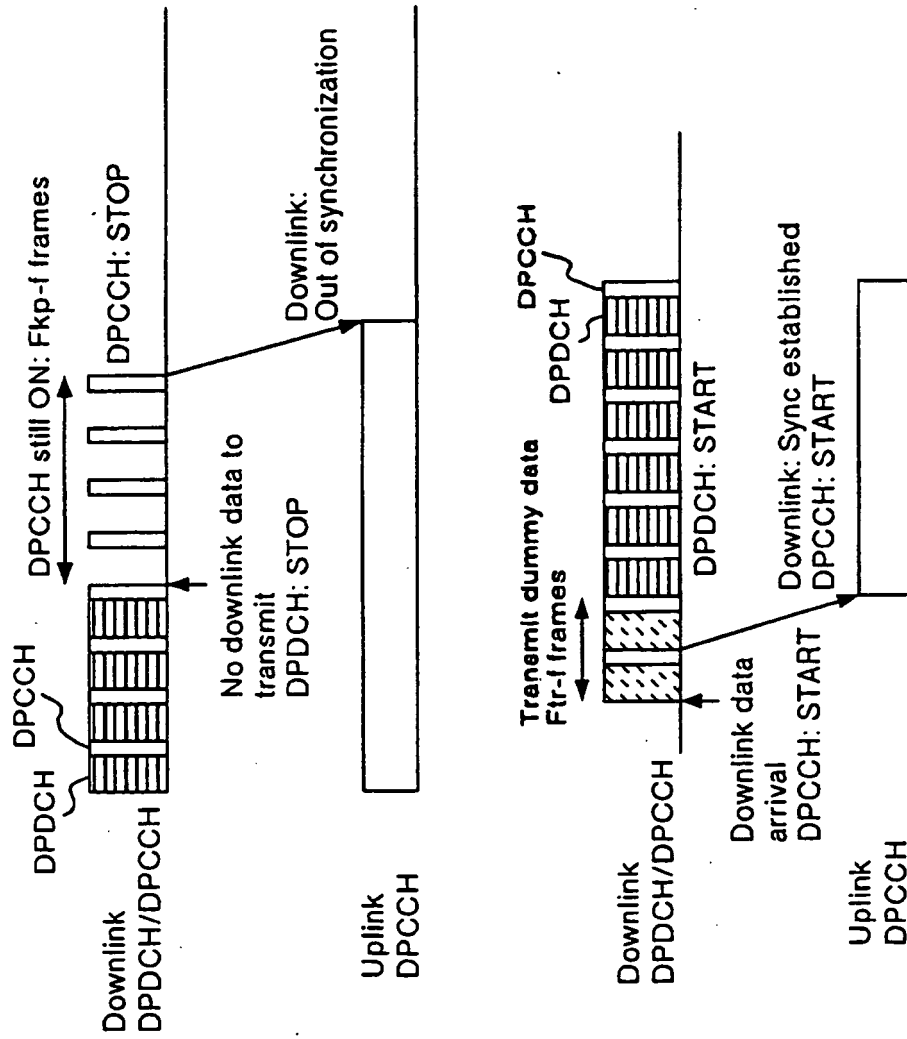 DPCCH still ON: Fkp-f frames
DPDCH
DPCCH
DPCCH: STOP
Downlink
DPDCH/DPCCH
No downlink data to
transmit
DPDCH: STOP
Downlink:
Out of synchronization
Uplink
DPCCH
Transmit dummy data
Ftr-f frames
DPDCH
DPCCH
Downlink
DPDCH/DPCCH
DPDCH: START
Downlink data
arrival
DPCCH: START
Downlink: Sync established
DPCCH: START
Uplink
DPCCH